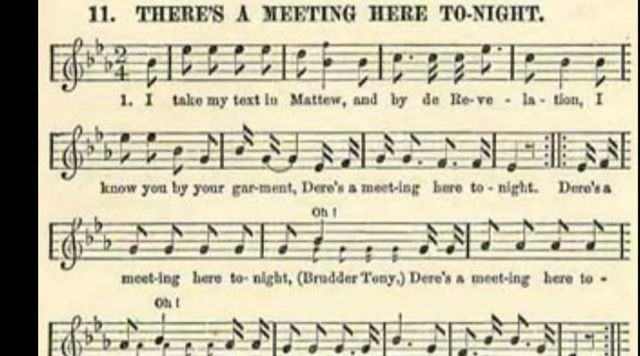 11. THERE'S A MEETING HERE TO-NIGHT.
2
4
1. I take my text in Mattew, and by de Re-ve - la - tion, I
know you by your gar-ment, Dere's a meet-ing here to - night. Dere's a
Oh!
meet-ing here to- night, (Brudder Tony,) Dere's a meet-ing here to -
Oh!